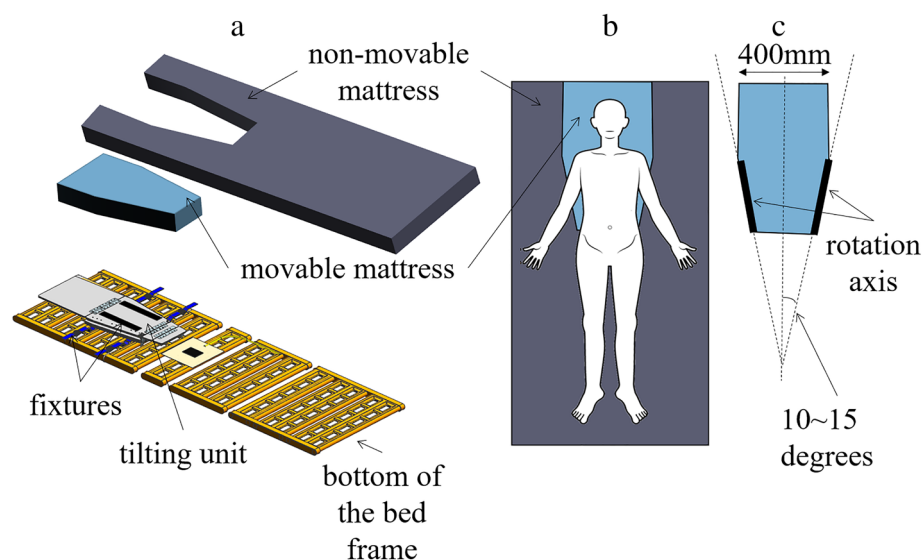 a
b
c
non-movable
mattress
400mm
movable mattress
rotation
axis
fixtures
tilting unit
bottom of
the bed
frame
10~15
degrees